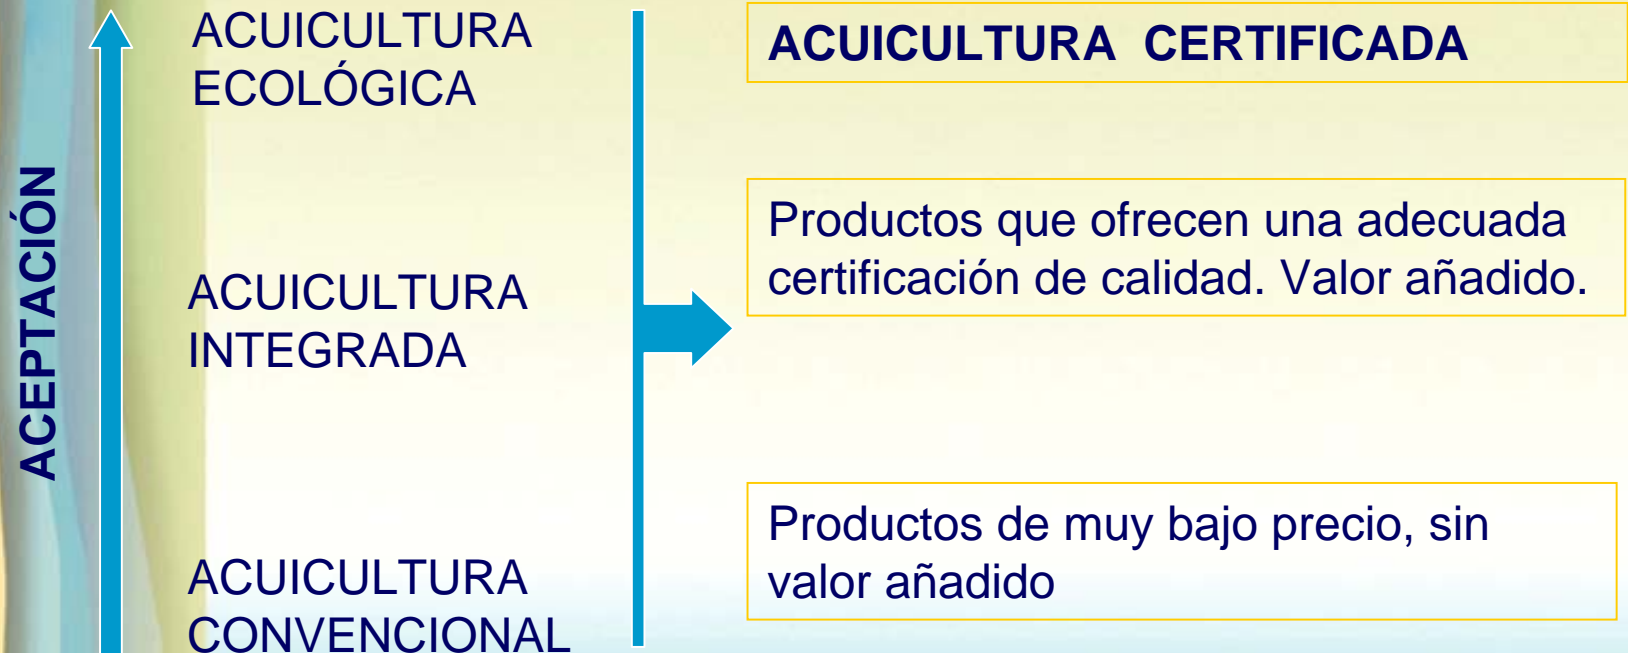 ACEPTACIÓN
ACUICULTURA
ECOLÓGICA
ACUICULTURA
INTEGRADA
ACUICULTURA
CONVENCIONAL
ACUICULTURA CERTIFICADA
Productos que ofrecen una adecuada
certificación de calidad. Valor añadido.
Productos de muy bajo precio, sin
valor añadido